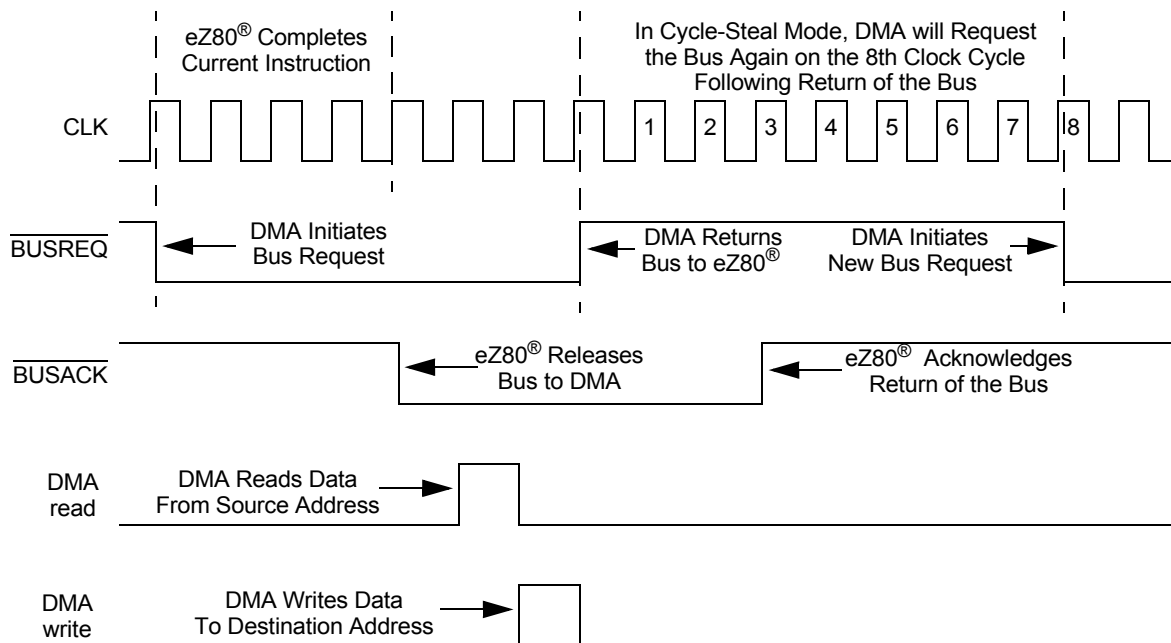 eZ80® Completes
Current Instruction
In Cycle-Steal Mode, DMA will Request
the Bus Again on the 8th Clock Cycle
Following Return of the Bus
CLK
1 2 3 4 5 6 7 8
BUSREQ
DMA Initiates
Bus Request
DMA Returns
Bus to eZ80®
DMA Initiates
New Bus Request
BUSACK
eZ80® Releases
Bus to DMA
eZ80® Acknowledges
Return of the Bus
DMA
read
DMA Reads Data
From Source Address
DMA
write
DMA Writes Data
To Destination Address